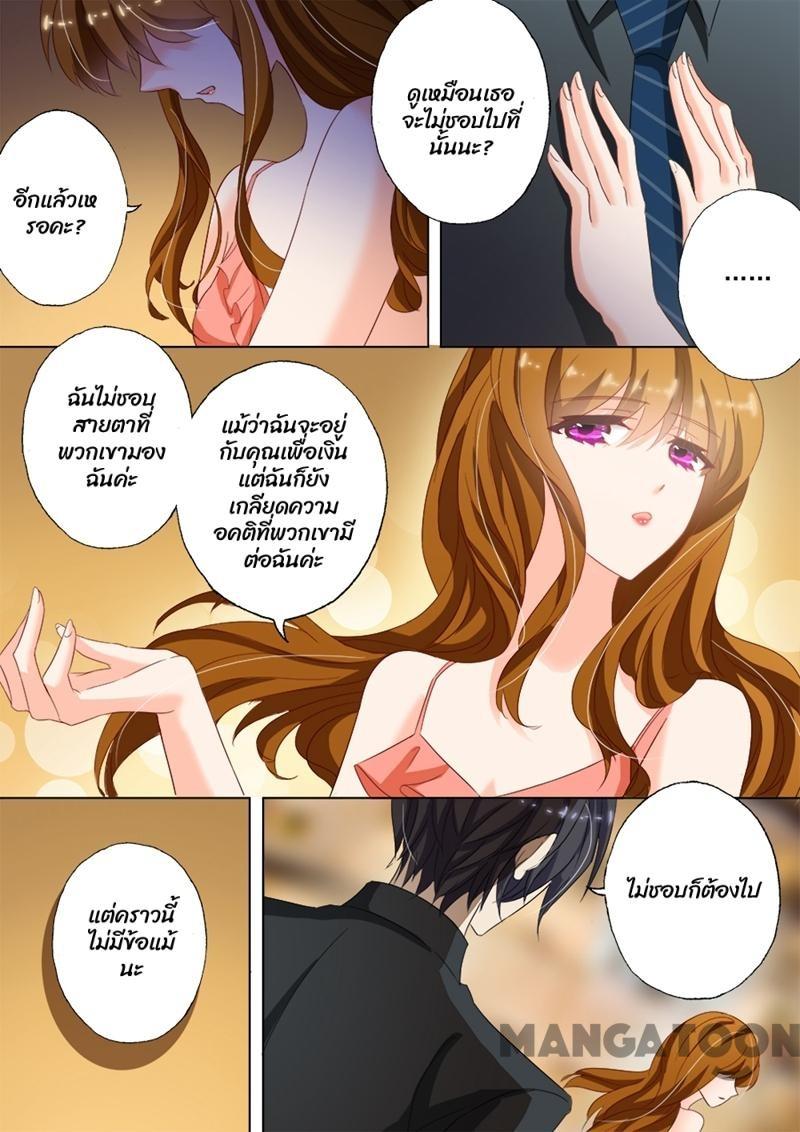 อีกแล้วเห
รอคะ?
ดูเหมือนเธอ
จะไม่ชอบไปที่
นั้นนะ?
......
ฉันไม่ชอบ
สายตาที่
พวกเขามอง
ฉันค่ะ
แม้ว่าฉันจะอยู่
กับคุณเพื่อเงิน
แต่ฉันก็ยัง
เกลียดความ
อคติที่พวกเขามี
ต่อฉันค่ะ
แต่คราวนี้
ไม่มีข้อแม้
นะ
ไม่ชอบก็ต้องไป
MANGATOON